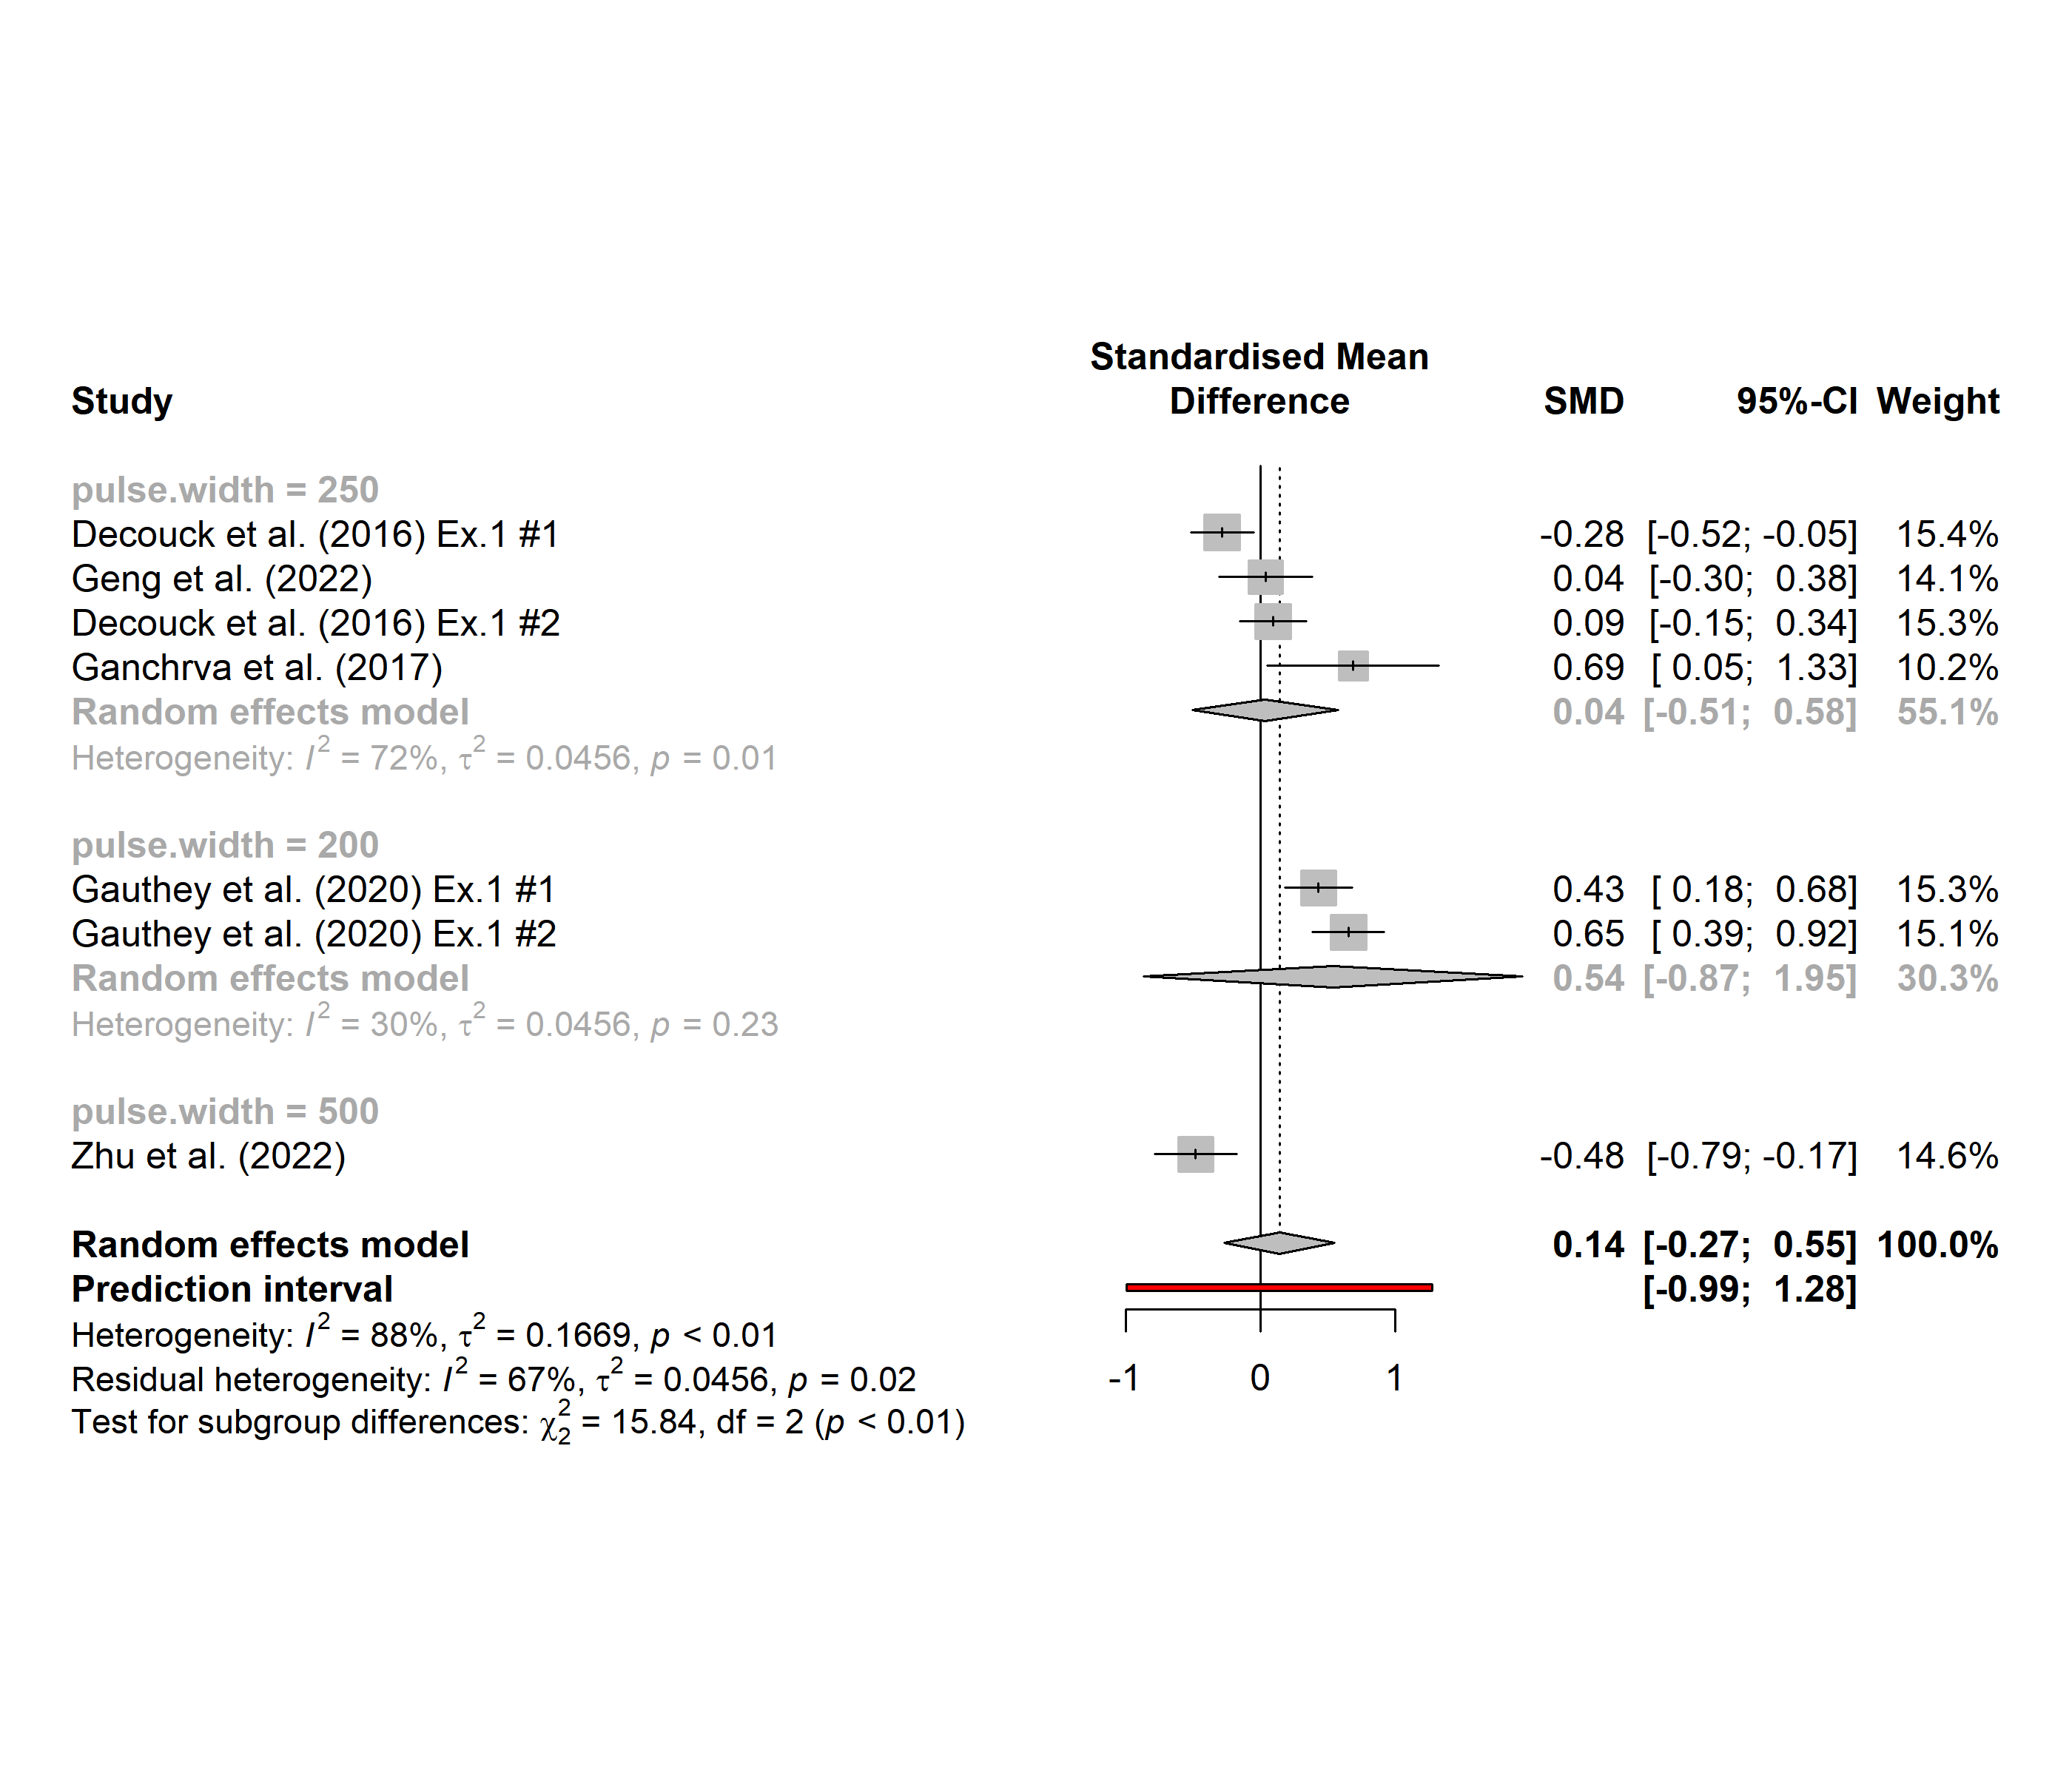 Standardised Mean
Study Difference SMD 95%-CI Weight
pulse.width = 250
Decouck et al. (2016) Ex.1 #1 -0.28 [-0.52; -0.05] 15.4%
Geng et al. (2022) 0.04 [-0.30; 0.38] 14.1%
Decouck et al. (2016) Ex.1 #2 0.09 [-0.15; 0.34] 15.3%
Ganchrva et al. (2017) 0.69 [ 0.05; 1.33] 10.2%
Random effects model 0.04 [-0.51; 0.58] 55.1%
Heterogeneity: I² = 72%, τ² = 0.0456, p = 0.01
pulse.width = 200
Gauthey et al. (2020) Ex.1 #1 0.43 [ 0.18; 0.68] 15.3%
Gauthey et al. (2020) Ex.1 #2 0.65 [ 0.39; 0.92] 15.1%
Random effects model 0.54 [-0.87; 1.95] 30.3%
Heterogeneity: I² = 30%, τ² = 0.0456, p = 0.23
pulse.width = 500
Zhu et al. (2022) -0.48 [-0.79; -0.17] 14.6%
Random effects model 0.14 [-0.27; 0.55] 100.0%
Prediction interval [-0.99; 1.28]
Heterogeneity: I² = 88%, τ² = 0.1669, p < 0.01
Residual heterogeneity: I² = 67%, τ² = 0.0456, p = 0.02
-1 0 1
Test for subgroup differences: χ²₂ = 15.84, df = 2 (p < 0.01)